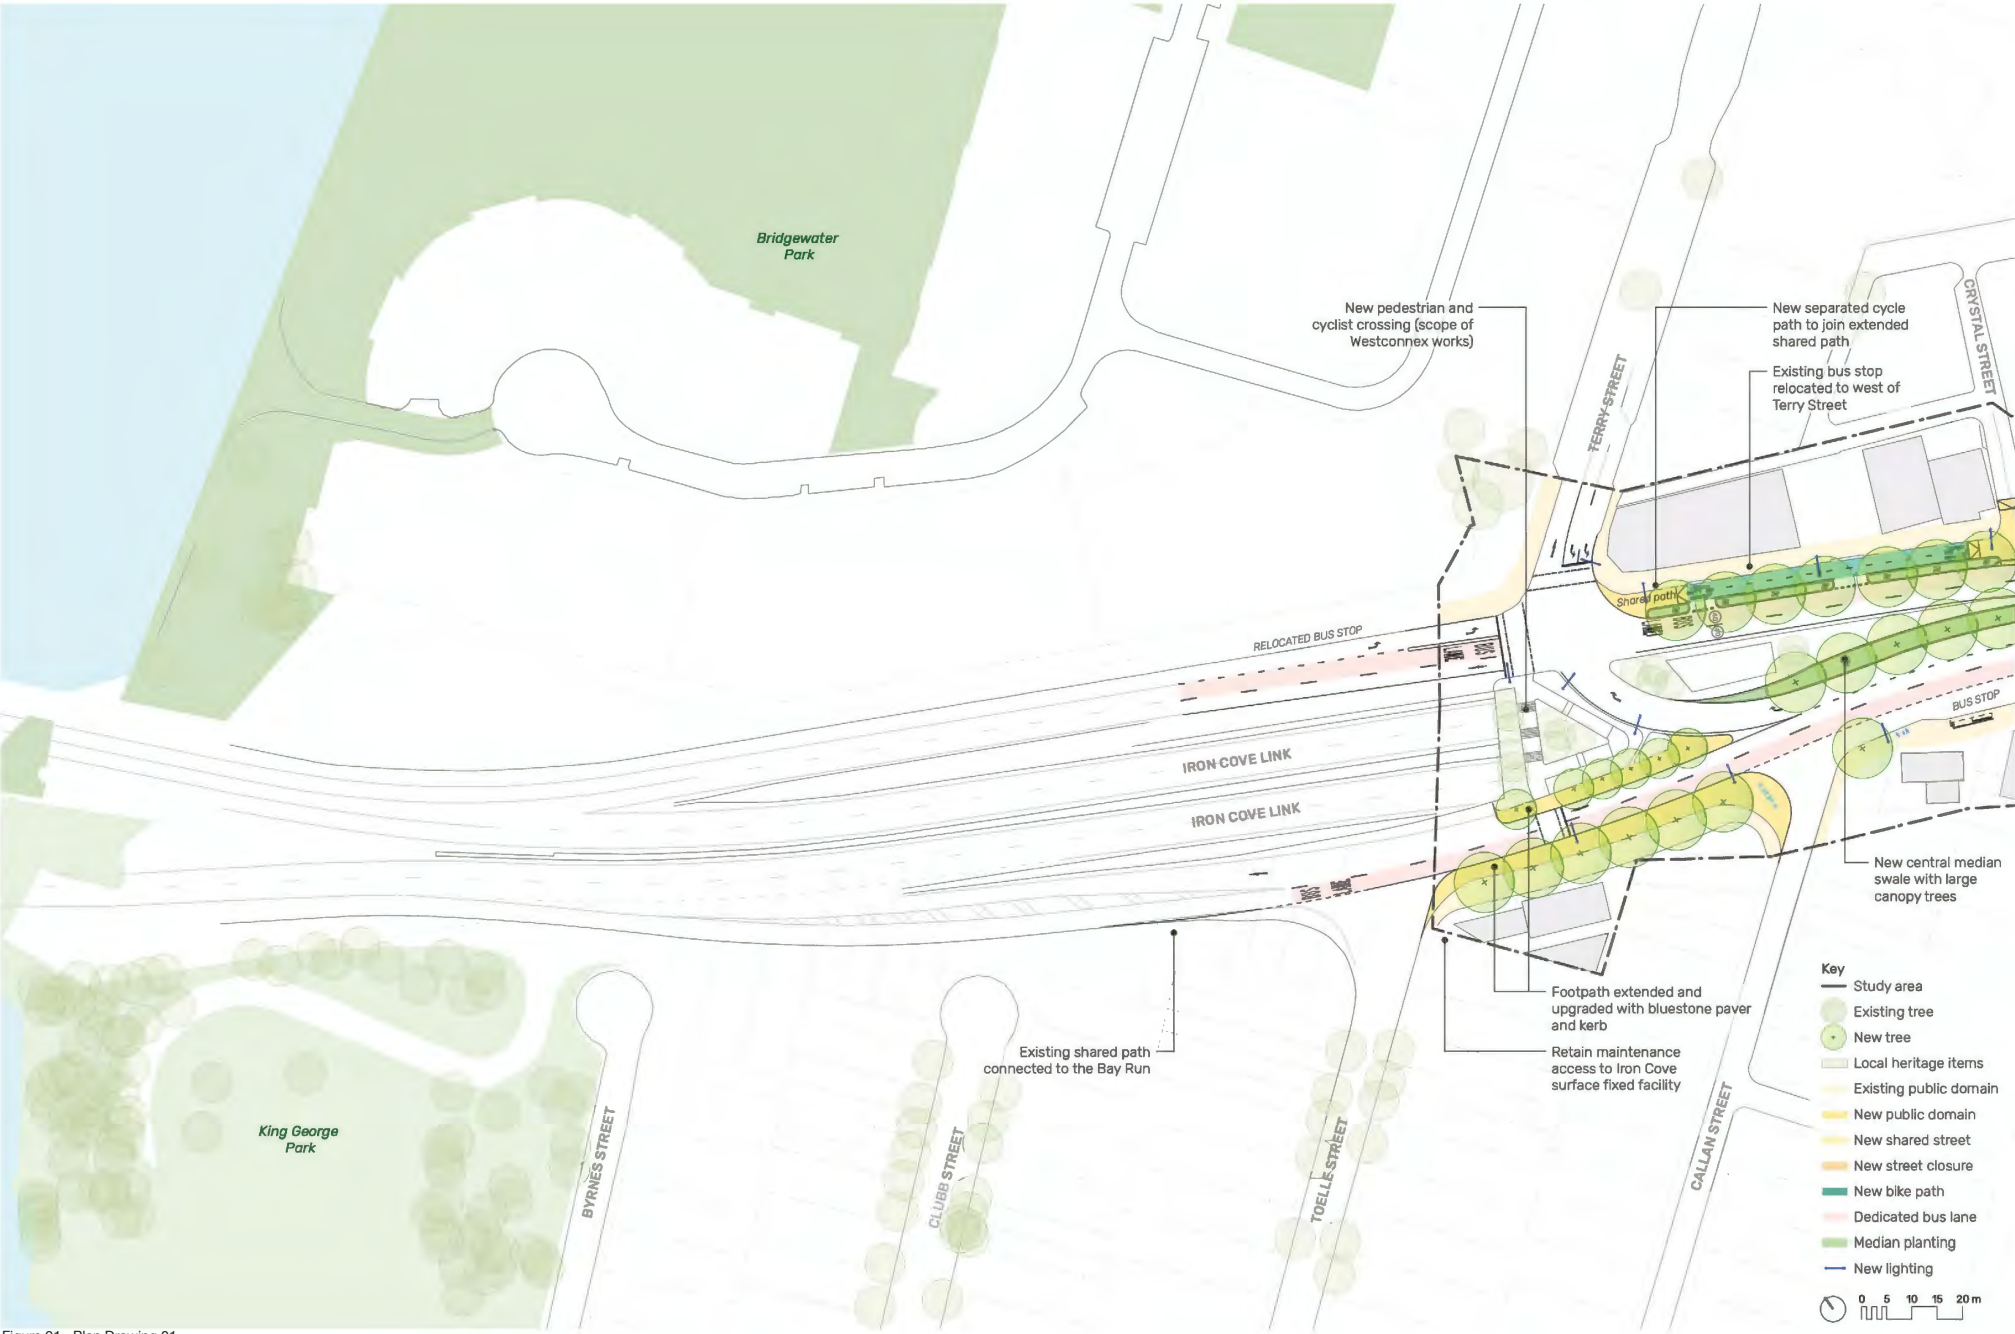 Bridgewater
Park
New pedestrian and
cyclist crossing (scope of
Westconnex works)
New separated cycle
path to join extended
shared path
Existing bus stop
relocated to west of
Terry Street
CRYSTAL STREET
TERRY STREET
Shared path
RELOCATED BUS STOP
BUS
LANE
BUS STOP
IRON COVE LINK
IRON COVE LINK
New central median
swale with large
canopy trees
Footpath extended and
upgraded with bluestone paver
and kerb
Existing shared path
connected to the Bay Run
Retain maintenance
access to Iron Cove
surface fixed facility
King George
Park
BYRNES STREET
CLUBB STREET
TOELLE STREET
CALLAN STREET
Key
Study area
Existing tree
New tree
Local heritage items
Existing public domain
New public domain
New shared street
New street closure
New bike path
Dedicated bus lane
Median planting
New lighting
0 5 10 15 20 m